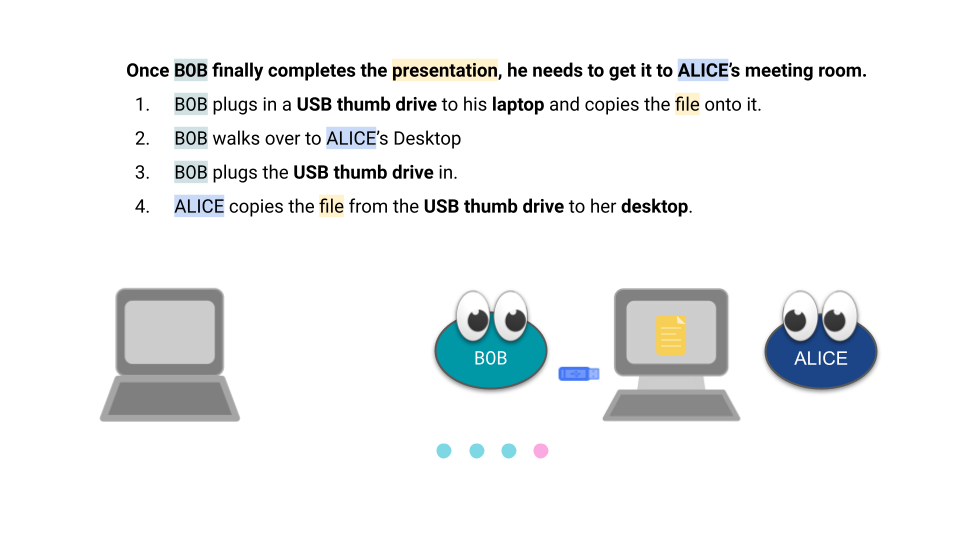 Once BOB finally completes the presentation, he needs to get it to ALICE’s meeting room.
1. BOB plugs in a USB thumb drive to his laptop and copies the file onto it.
2. BOB walks over to ALICE’s Desktop
3. BOB plugs the USB thumb drive in.
4. ALICE copies the file from the USB thumb drive to her desktop.
BOB
ALICE